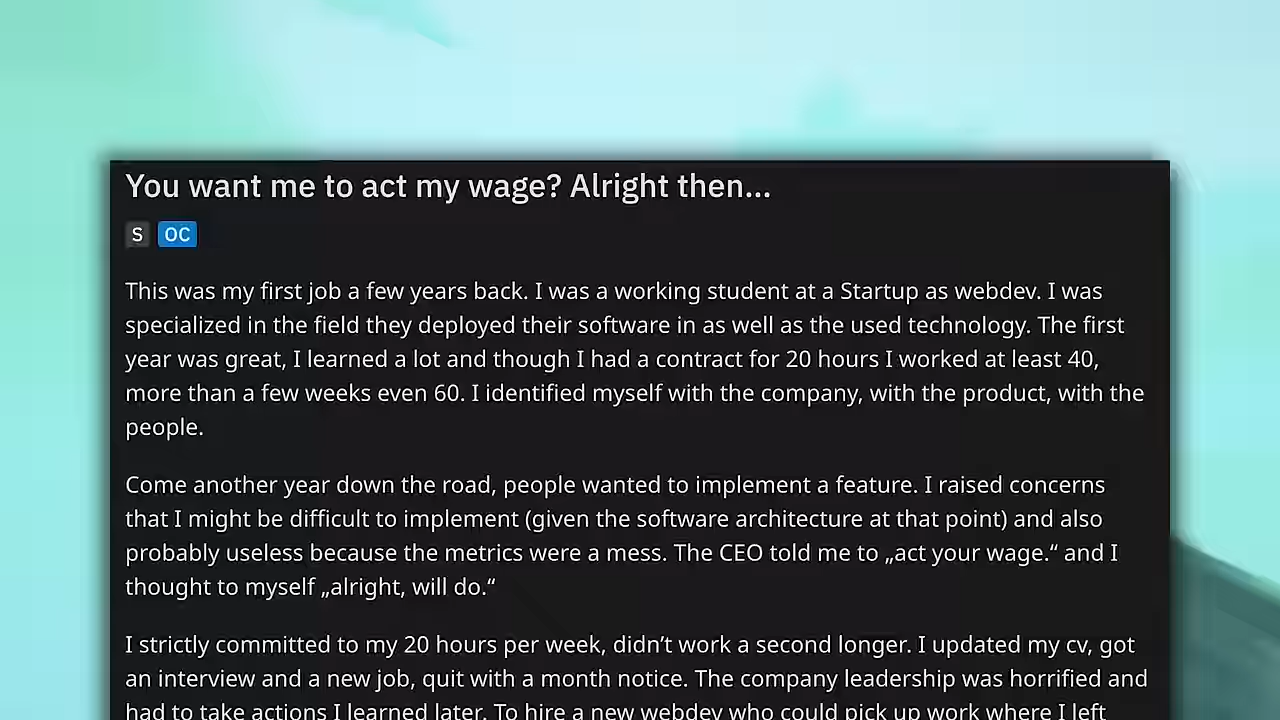 You want me to act my wage? Alright then...
S OC
This was my first job a few years back. I was a working student at a Startup as webdev. I was
specialized in the field they deployed their software in as well as the used technology. The first
year was great, I learned a lot and though I had a contract for 20 hours I worked at least 40,
more than a few weeks even 60. I identified myself with the company, with the product, with the
people.
Come another year down the road, people wanted to implement a feature. I raised concerns
that I might be difficult to implement (given the software architecture at that point) and also
probably useless because the metrics were a mess. The CEO told me to „act your wage.“ and I
thought to myself „alright, will do.“
I strictly committed to my 20 hours per week, didn’t work a second longer. I updated my cv, got
an interview and a new job, quit with a month notice. The company leadership was horrified and
had to take actions I learned later. To hire a new webdev who could pick up work where I left